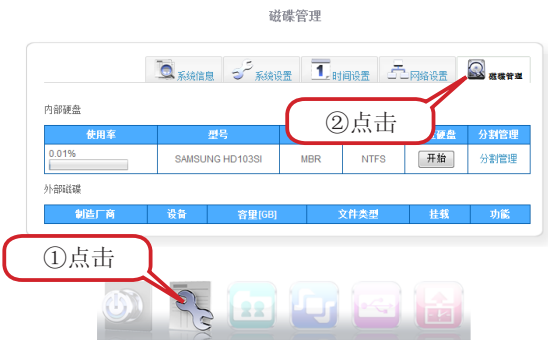 磁碟管理
系统信息 系统设置 1 时间设置 网络设置 磁碟管理
内部硬盘
②点击
使用率 型号 硬盘 分割管理
0.01% SAMSUNG HD103SI MBR NTFS 开始 分割管理
外部磁碟
制造厂商 设备 容量[GB] 文件类型 挂载 功能
①点击